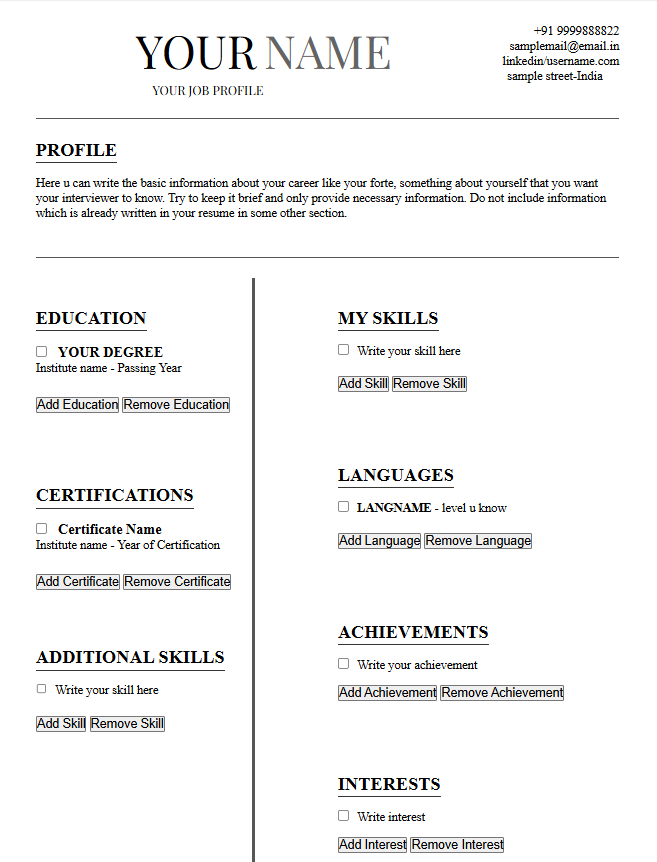 YOUR NAME
YOUR JOB PROFILE
+91 9999888822
samplemail@email.in
linkedin/username.com
sample street-India
PROFILE
Here u can write the basic information about your career like your forte, something about yourself that you want
your interviewer to know. Try to keep it brief and only provide necessary information. Do not include information
which is already written in your resume in some other section.
EDUCATION
YOUR DEGREE
Institute name - Passing Year
Add Education Remove Education
CERTIFICATIONS
Certificate Name
Institute name - Year of Certification
Add Certificate Remove Certificate
ADDITIONAL SKILLS
Write your skill here
Add Skill Remove Skill
MY SKILLS
Write your skill here
Add Skill Remove Skill
LANGUAGES
LANGNAME - level u know
Add Language Remove Language
ACHIEVEMENTS
Write your achievement
Add Achievement Remove Achievement
INTERESTS
Write interest
Add Interest Remove Interest